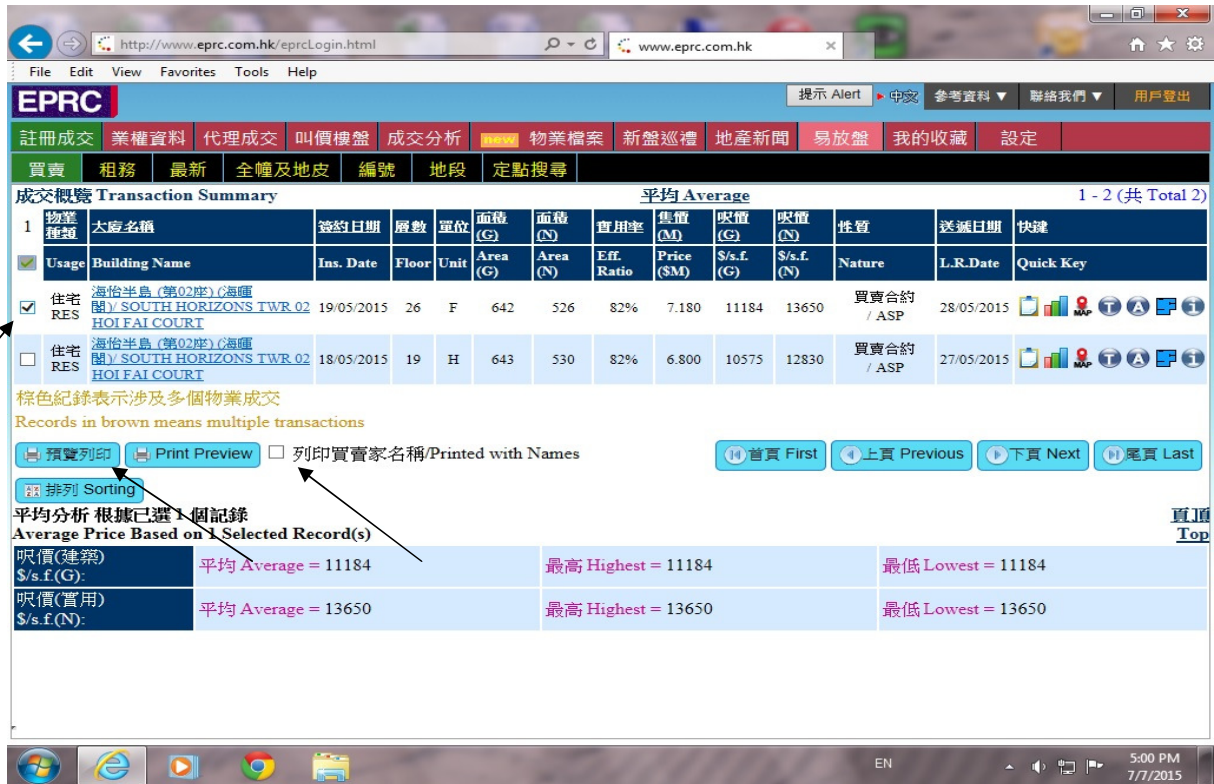 http://www.eprc.com.hk/eprcLogin.html
www.eprc.com.hk
File Edit View Favorites Tools Help
EPRC
提示 Alert 中文 參考資料 ▼ 聯絡我們 ▼ 用戶登出
註冊成交 業權資料 代理成交 叫價樓盤 成交分析 new 物業檔案 新盤巡禮 地產新聞 易放盤 我的收藏 設定
買賣 租務 最新 全幢及地皮 編號 地段 定點搜尋
成交概覽 Transaction Summary 平均 Average 1 - 2 (共 Total 2)
1 物業種類 大廈名稱 簽約日期 層數 單位 面積(G) 面積(N) 實用率 售價(M) 呎價(G) 呎價(N) 性質 送遞日期 快鍵
Usage Building Name Ins. Date Floor Unit Area (G) Area (N) Eff. Ratio Price ($M) $/s.f. (G) $/s.f. (N) Nature L.R.Date Quick Key
住宅 RES 海怡半島 (第02座) (海暉閣)/ SOUTH HORIZONS TWR 02 HOI FAI COURT 19/05/2015 26 F 642 526 82% 7.180 11184 13650 買賣合約 / ASP 28/05/2015 MAP T A i
住宅 RES 海怡半島 (第02座) (海暉閣)/ SOUTH HORIZONS TWR 02 HOI FAI COURT 18/05/2015 19 H 643 530 82% 6.800 10575 12830 買賣合約 / ASP 27/05/2015 MAP T A i
棕色紀錄表示涉及多個物業成交
Records in brown means multiple transactions
預覽列印 Print Preview 列印買賣家名稱/Printed with Names 首頁 First 上頁 Previous 下頁 Next 尾頁 Last
排列 Sorting
平均分析 根據已選 1 個記錄 頁頂
Average Price Based on 1 Selected Record(s) Top
呎價(建築) $/s.f.(G): 平均 Average = 11184 最高 Highest = 11184 最低 Lowest = 11184
呎價(實用) $/s.f.(N): 平均 Average = 13650 最高 Highest = 13650 最低 Lowest = 13650
EN 5:00 PM
7/7/2015